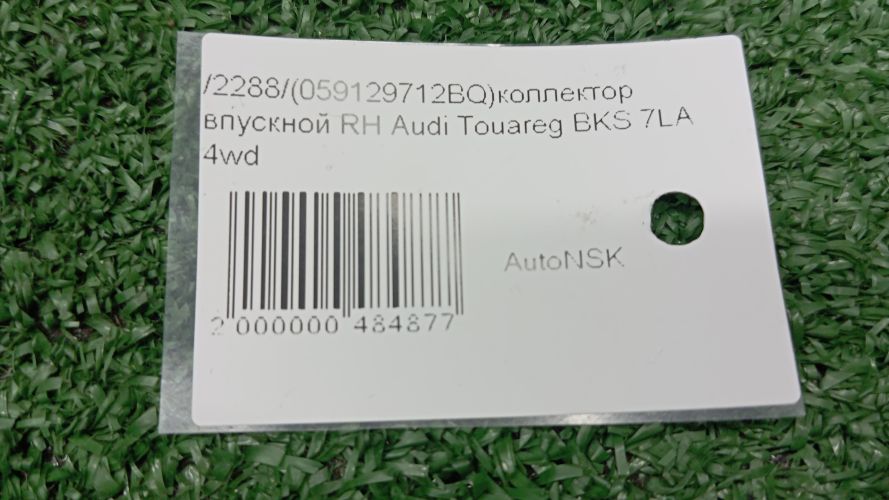 /2288/(059129712BQ)коллектор
впускной RH Audi Touareg BKS 7LA
4wd
AutoNSK
2 000000 484877